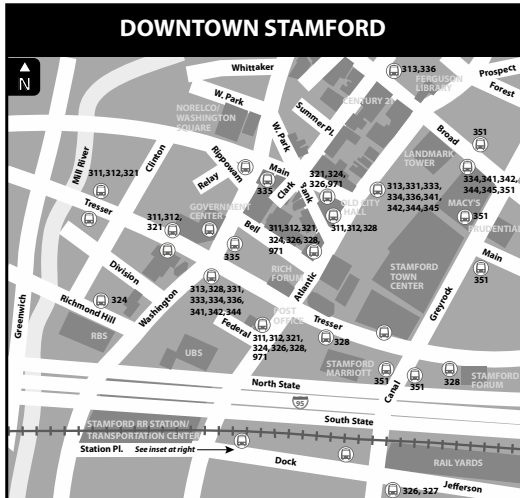 DOWNTOWN STAMFORD
N
Whittaker
313,336
FERGUSON
LIBRARY
Prospect
Forest
W. Park
CENTURY 21
NORELCO/
WASHINGTON
SQUARE
Summer Pl.
W. Park
Broad
351
Mill River
Clinton
Rippowam
LANDMARK
TOWER
311,312,321
Relay
Main
335
Clark
Bank
321,324,
326,971
334,341,342,
344,345,351
313,331,333,
334,336,341,
342,344,345
Tresser
GOVERNMENT
CENTER
OLD CITY
HALL
MACY'S
351
PRUDENTIAL
311,312,
321
311,312,328
Bell
311,312,321,
324,326,328,
971
335
Main
351
Division
RICH
FORUM
Atlantic
STAMFORD
TOWN
CENTER
313,328,331,
333,334,336,
341,342,344
Greyrock
Greenwich
324
Richmond Hill
Washington
Federal
POST
OFFICE
Tresser
311,312,321,
324,326,328,
971
328
RBS
UBS
STAMFORD
MARRIOTT
351
351
328
STAMFORD
FORUM
North State
Canal
95
South State
STAMFORD RR STATION/
TRANSPORTATION CENTER
Station Pl.
See inset at right
Dock
RAIL YARDS
326, 327
Jefferson